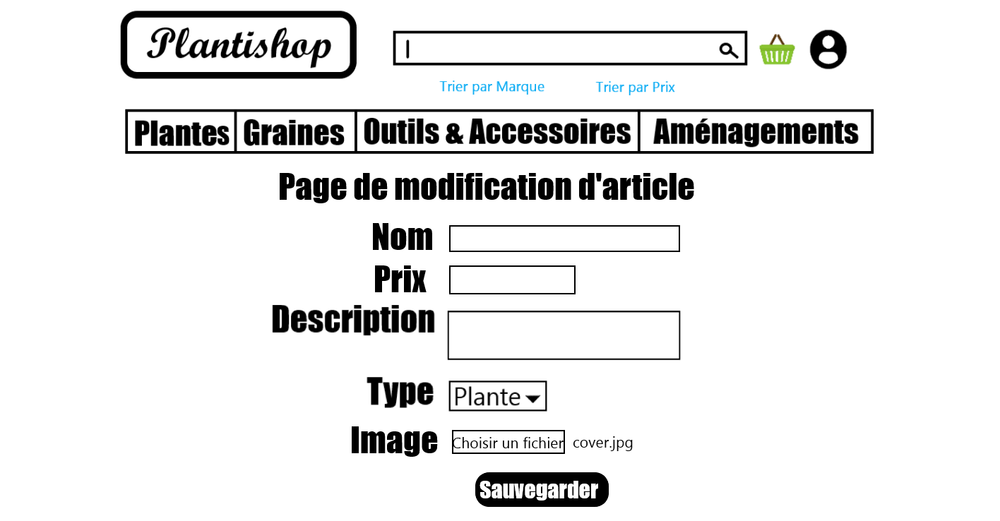 Plantishop
Trier par Marque Trier par Prix
Plantes Graines Outils & Accessoires Aménagements
Page de modification d'article
Nom
Prix
Description
Type Plante
Image Choisir un fichier cover.jpg
Sauvegarder